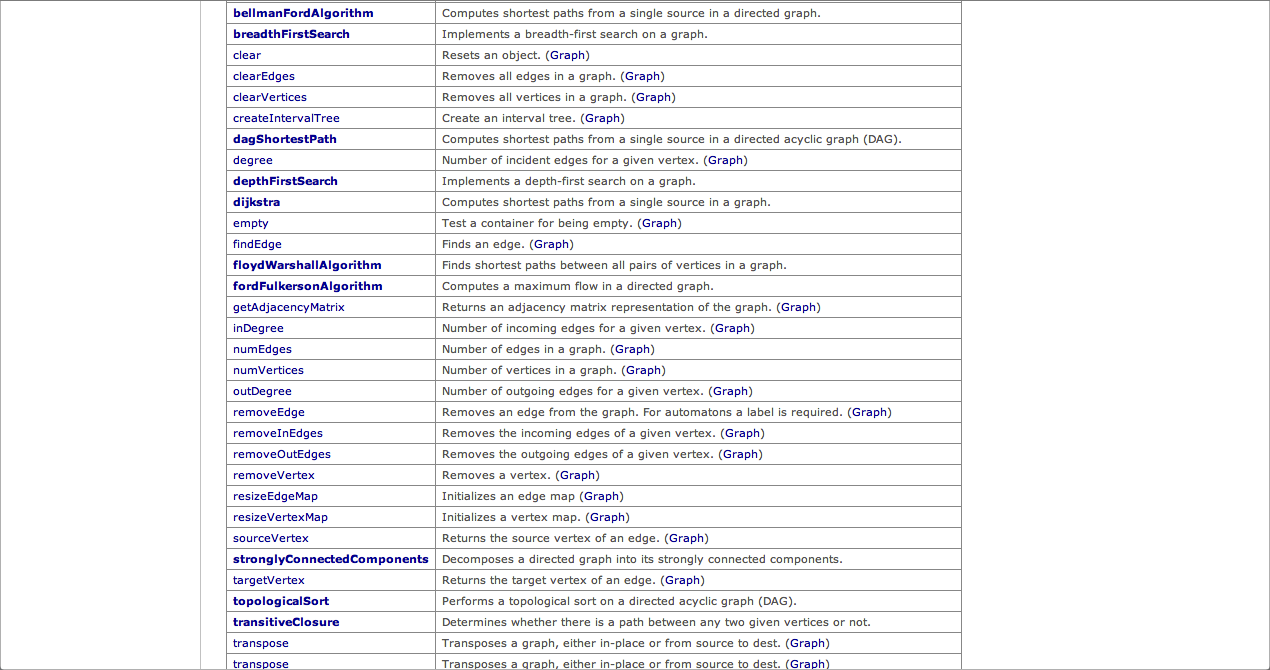 bellmanFordAlgorithm Computes shortest paths from a single source in a directed graph.
breadthFirstSearch Implements a breadth-first search on a graph.
clear Resets an object. (Graph)
clearEdges Removes all edges in a graph. (Graph)
clearVertices Removes all vertices in a graph. (Graph)
createIntervalTree Create an interval tree. (Graph)
dagShortestPath Computes shortest paths from a single source in a directed acyclic graph (DAG).
degree Number of incident edges for a given vertex. (Graph)
depthFirstSearch Implements a depth-first search on a graph.
dijkstra Computes shortest paths from a single source in a graph.
empty Test a container for being empty. (Graph)
findEdge Finds an edge. (Graph)
floydWarshallAlgorithm Finds shortest paths between all pairs of vertices in a graph.
fordFulkersonAlgorithm Computes a maximum flow in a directed graph.
getAdjacencyMatrix Returns an adjacency matrix representation of the graph. (Graph)
inDegree Number of incoming edges for a given vertex. (Graph)
numEdges Number of edges in a graph. (Graph)
numVertices Number of vertices in a graph. (Graph)
outDegree Number of outgoing edges for a given vertex. (Graph)
removeEdge Removes an edge from the graph. For automatons a label is required. (Graph)
removeInEdges Removes the incoming edges of a given vertex. (Graph)
removeOutEdges Removes the outgoing edges of a given vertex. (Graph)
removeVertex Removes a vertex. (Graph)
resizeEdgeMap Initializes an edge map (Graph)
resizeVertexMap Initializes a vertex map. (Graph)
sourceVertex Returns the source vertex of an edge. (Graph)
stronglyConnectedComponents Decomposes a directed graph into its strongly connected components.
targetVertex Returns the target vertex of an edge. (Graph)
topologicalSort Performs a topological sort on a directed acyclic graph (DAG).
transitiveClosure Determines whether there is a path between any two given vertices or not.
transpose Transposes a graph, either in-place or from source to dest. (Graph)
transpose Transposes a graph, either in-place or from source to dest. (Graph)